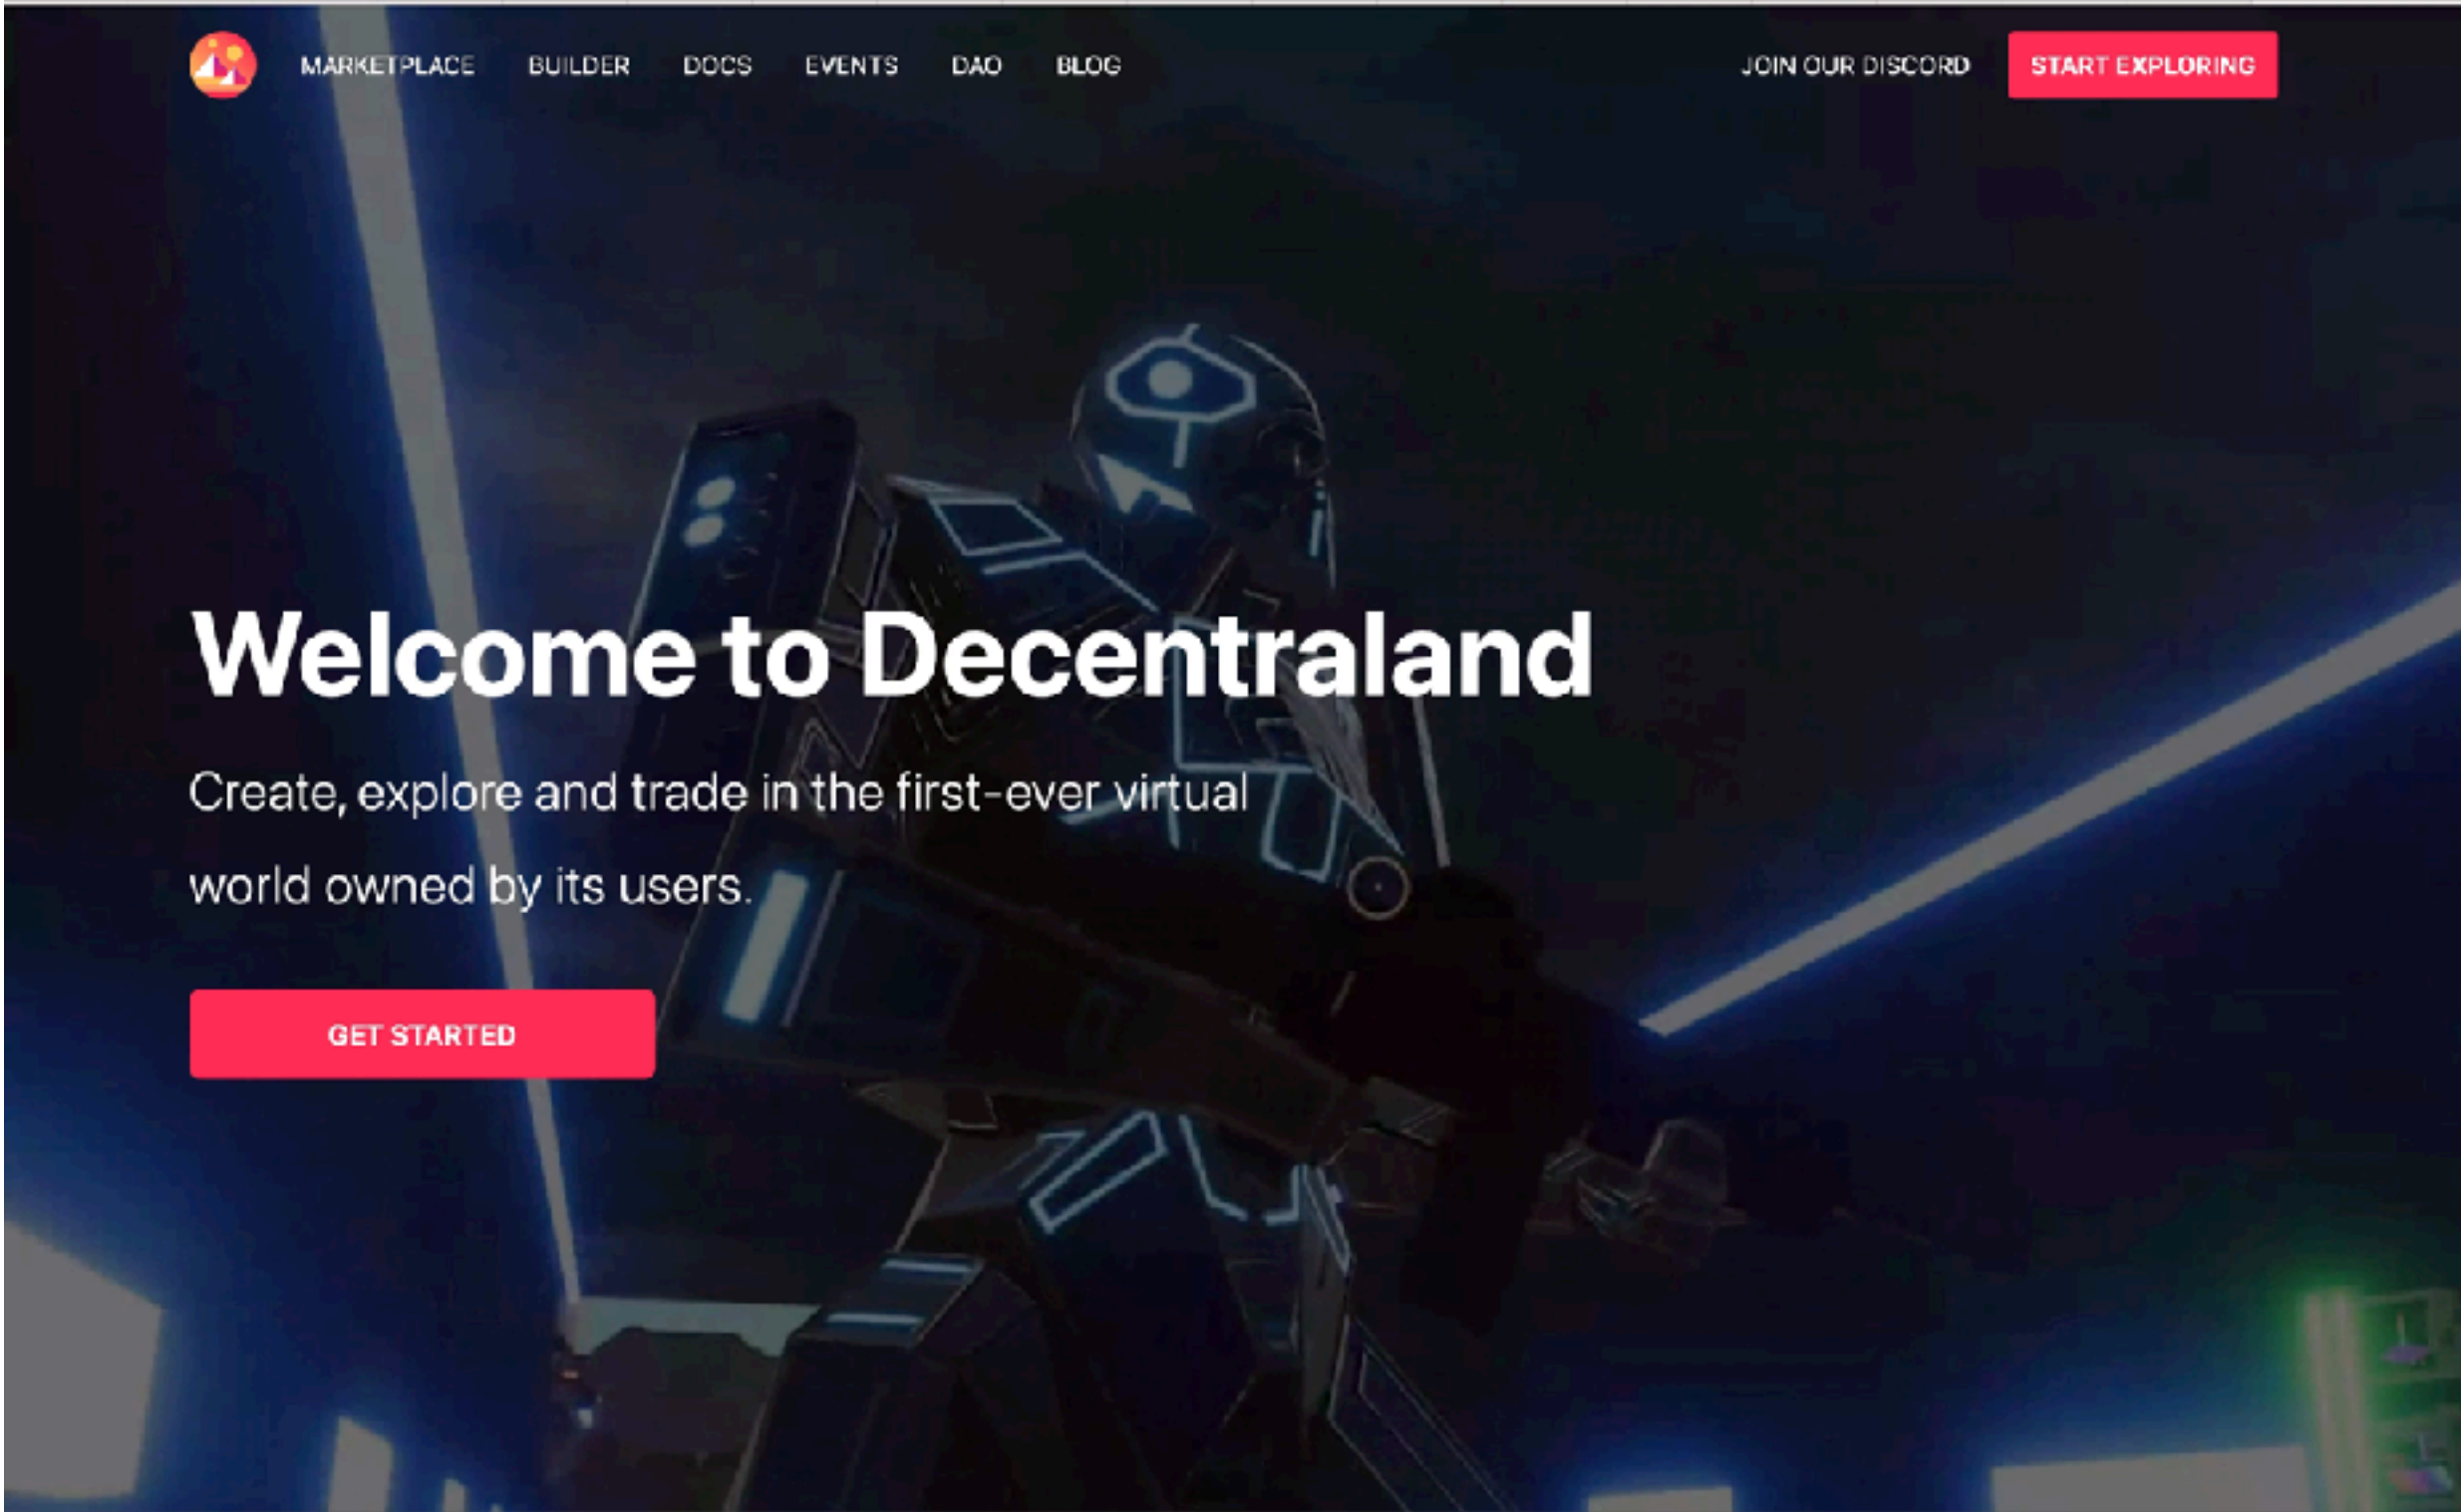 MARKETPLACE BUILDER DOCS EVENTS DAO BLOG JOIN OUR DISCORD START EXPLORING
Welcome to Decentraland
Create, explore and trade in the first-ever virtual
world owned by its users.
GET STARTED